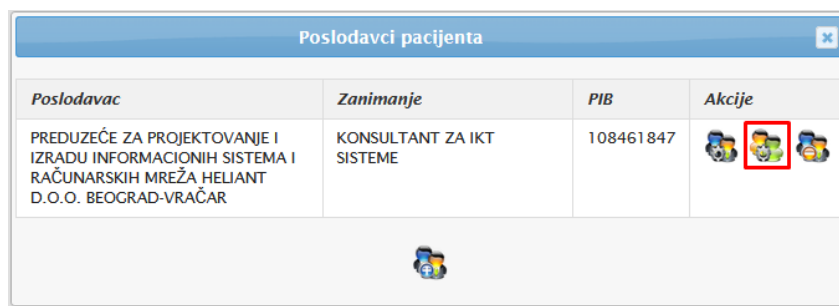 Poslodavci pacijenta
Poslodavac Zanimanje PIB Akcije
PREDUZEĆE ZA PROJEKTOVANJE I
IZRADU INFORMACIONIH SISTEMA I
RAČUNARSKIH MREŽA HELIANT
D.O.O. BEOGRAD-VRAČAR
KONSULTANT ZA IKT
SISTEME
108461847